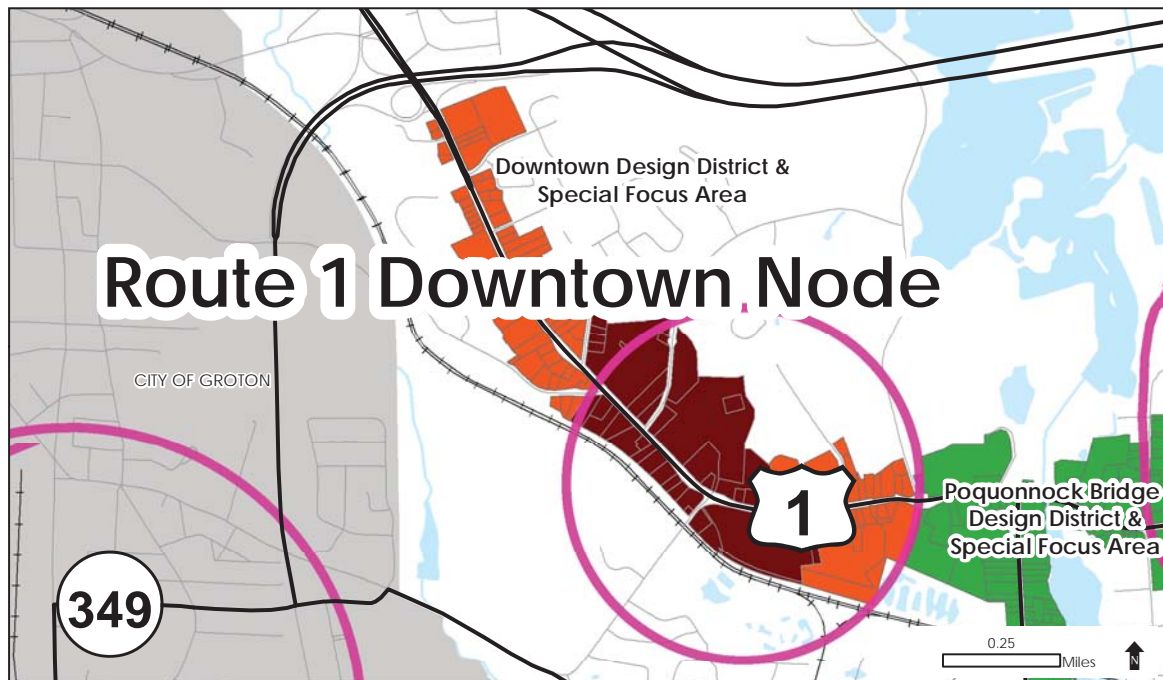 Downtown Design District &
Special Focus Area
Route 1 Downtown Node
CITY OF GROTON
1
Poquonnock Bridge
Design District &
Special Focus Area
349
0.25
Miles
N